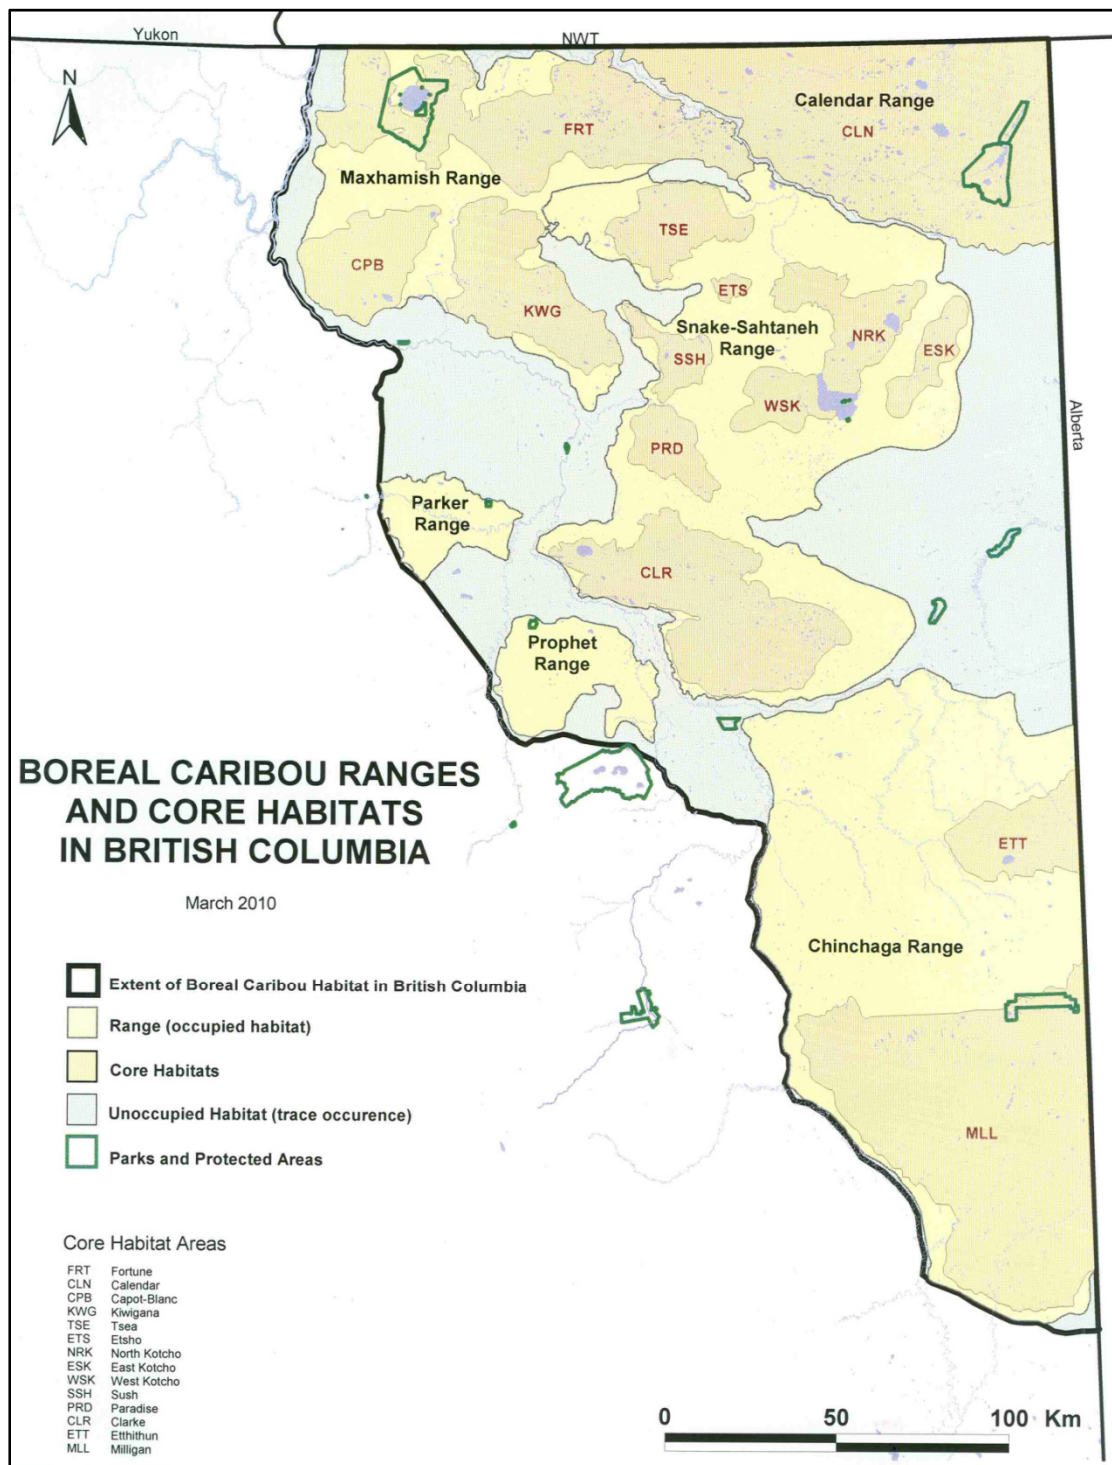 Yukon
NWT
N
Calendar Range
CLN
FRT
Maxhamish Range
TSE
CPB
ETS
KWG
Snake-Sahtaneh
Range
NRK
ESK
SSH
WSK
Alberta
PRD
Parker
Range
CLR
Prophet
Range
BOREAL CARIBOU RANGES
AND CORE HABITATS
IN BRITISH COLUMBIA
March 2010
ETT
Chinchaga Range
MLL
Extent of Boreal Caribou Habitat in British Columbia
Range (occupied habitat)
Core Habitats
Unoccupied Habitat (trace occurence)
Parks and Protected Areas
Core Habitat Areas
FRT Fortune
CLN Calendar
CPB Capot-Blanc
KWG Kiwigana
TSE Tsea
ETS Etsho
NRK North Kotcho
ESK East Kotcho
WSK West Kotcho
SSH Sush
PRD Paradise
CLR Clarke
ETT Etthithun
MLL Milligan
0 50 100 Km